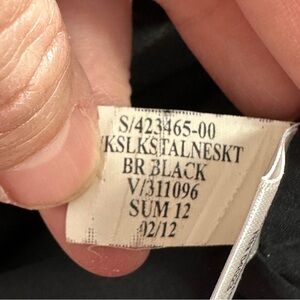 S/423465-00
KSLKSTALNESKT
BR BLACK
V/311096
SUM 12
02/12